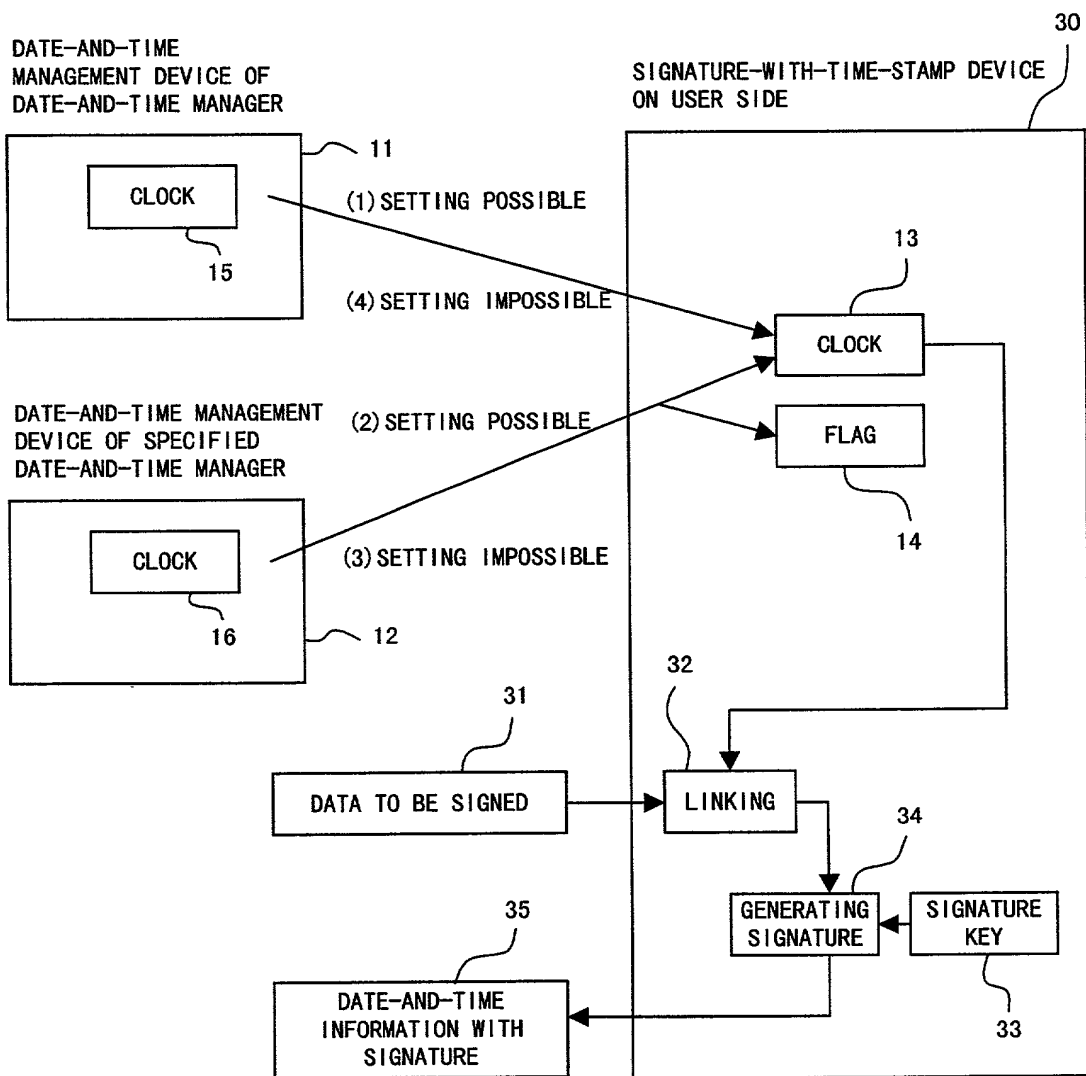 30
DATE-AND-TIME
MANAGEMENT DEVICE OF
DATE-AND-TIME MANAGER
SIGNATURE-WITH-TIME-STAMP DEVICE
ON USER SIDE
11
CLOCK
15
(1) SETTING POSSIBLE
13
(4) SETTING IMPOSSIBLE
CLOCK
DATE-AND-TIME MANAGEMENT
DEVICE OF SPECIFIED
DATE-AND-TIME MANAGER
(2) SETTING POSSIBLE
FLAG
14
CLOCK
(3) SETTING IMPOSSIBLE
16
12
31
32
DATA TO BE SIGNED
LINKING
34
35
GENERATING
SIGNATURE
SIGNATURE
KEY
33
DATE-AND-TIME
INFORMATION WITH
SIGNATURE